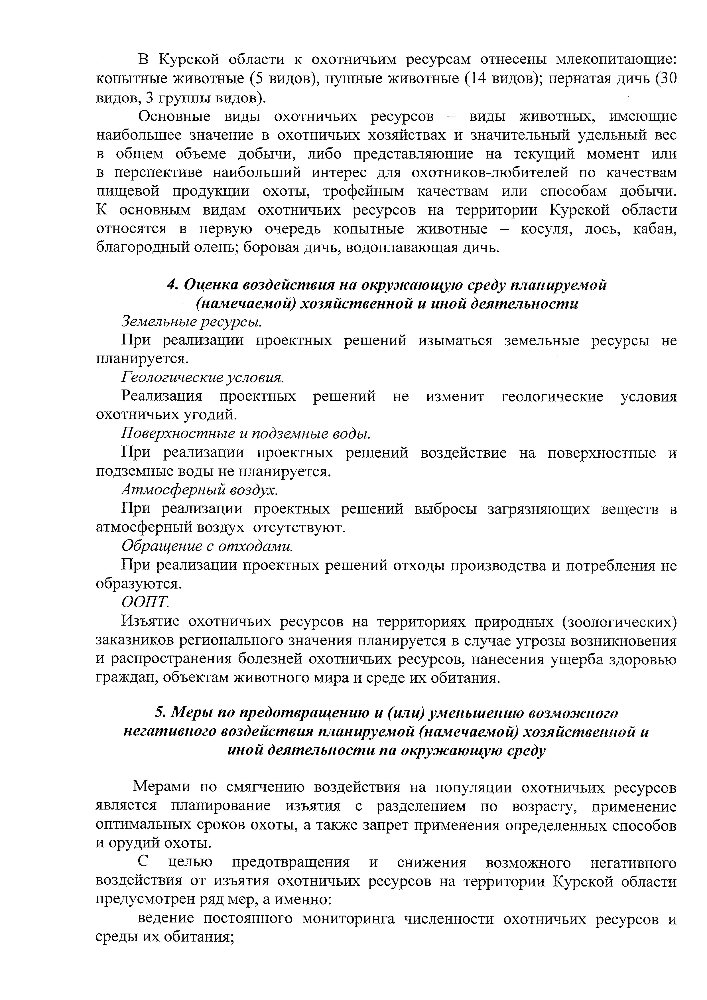 В Курской области к охотничьим ресурсам отнесены млекопитающие:
копытные животные (5 видов), пушные животные (14 видов); пернатая дичь (30
видов, 3 группы видов).
Основные виды охотничьих ресурсов – виды животных, имеющие
наибольшее значение в охотничьих хозяйствах и значительный удельный вес
в общем объеме добычи, либо представляющие на текущий момент или
в перспективе наибольший интерес для охотников-любителей по качествам
пищевой продукции охоты, трофейным качествам или способам добычи.
К основным видам охотничьих ресурсов на территории Курской области
относятся в первую очередь копытные животные – косуля, лось, кабан,
благородный олень; боровая дичь, водоплавающая дичь.
4. Оценка воздействия на окружающую среду планируемой
(намечаемой) хозяйственной и иной деятельности
Земельные ресурсы.
При реализации проектных решений изыматься земельные ресурсы не
планируется.
Геологические условия.
Реализация проектных решений не изменит геологические условия
охотничьих угодий.
Поверхностные и подземные воды.
При реализации проектных решений воздействие на поверхностные и
подземные воды не планируется.
Атмосферный воздух.
При реализации проектных решений выбросы загрязняющих веществ в
атмосферный воздух отсутствуют.
Обращение с отходами.
При реализации проектных решений отходы производства и потребления не
образуются.
ООПТ.
Изъятие охотничьих ресурсов на территориях природных (зоологических)
заказников регионального значения планируется в случае угрозы возникновения
и распространения болезней охотничьих ресурсов, нанесения ущерба здоровью
граждан, объектам животного мира и среде их обитания.
5. Меры по предотвращению и (или) уменьшению возможного
негативного воздействия планируемой (намечаемой) хозяйственной и
иной деятельности па окружающую среду
Мерами по смягчению воздействия на популяции охотничьих ресурсов
является планирование изъятия с разделением по возрасту, применение
оптимальных сроков охоты, а также запрет применения определенных способов
и орудий охоты.
С целью предотвращения и снижения возможного негативного
воздействия от изъятия охотничьих ресурсов на территории Курской области
предусмотрен ряд мер, а именно:
ведение постоянного мониторинга численности охотничьих ресурсов и
среды их обитания;